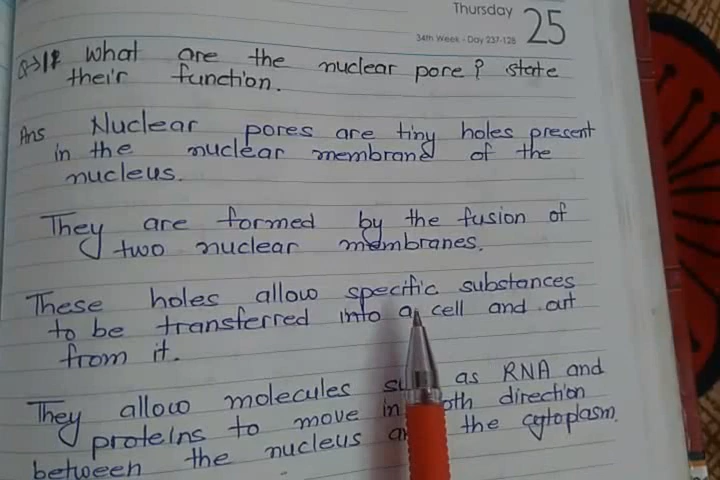 Thursday 25
34th Week - Day 237-128
Q→1# What are the nuclear pore? state
their function.
Ans Nuclear pores are tiny holes present
in the nuclear membrane of the
nucleus.
They are formed by the fusion of
two nuclear membranes.
These holes allow specific substances
to be transferred into a cell and out
from it.
They allow molecules as RNA and
proteins to move in direction
between the nucleus the cytoplasm.